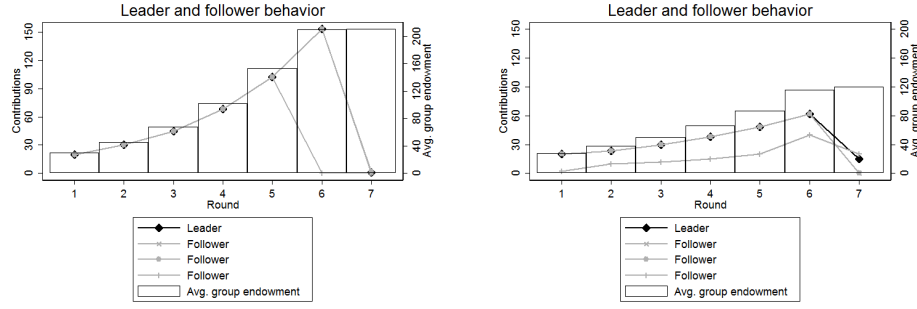 Leader and follower behavior
Contributions
150
120
90
60
30
0
200
160
120
80
40
0
Avg. group endowment
1 2 3 4 5 6 7
Round
Leader
Follower
Follower
Follower
Avg. group endowment
Leader and follower behavior
Contributions
150
120
90
60
30
0
200
160
120
80
40
0
Avg. group endowment
1 2 3 4 5 6 7
Round
Leader
Follower
Follower
Follower
Avg. group endowment